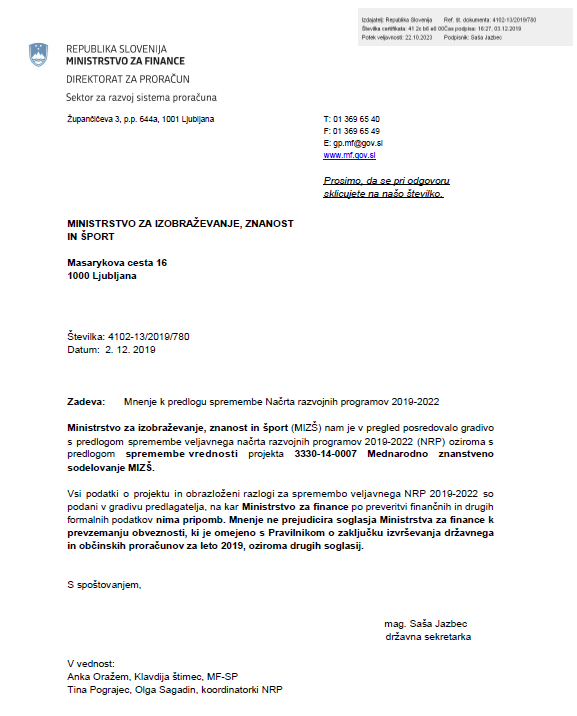 Izdajatelj: Republika Slovenija Ref. št. dokumenta: 4102-13/2019/780
Številka certifikata: 41 2c b6 e8 00 Čas podpisa: 16:27, 03.12.2019
Potek veljavnosti: 22.10.2023 Podpisnik: Saša Jazbec
REPUBLIKA SLOVENIJA
MINISTRSTVO ZA FINANCE
DIREKTORAT ZA PRORAČUN
Sektor za razvoj sistema proračuna
Župančičeva 3, p.p. 644a, 1001 Ljubljana
T: 01 369 65 40
F: 01 369 65 49
E: gp.mf@gov.si
www.mf.gov.si
Prosimo, da se pri odgovoru
sklicujete na našo številko.
MINISTRSTVO ZA IZOBRAŽEVANJE, ZNANOST
IN ŠPORT
Masarykova cesta 16
1000 Ljubljana
Številka: 4102-13/2019/780
Datum: 2. 12. 2019
Zadeva: Mnenje k predlogu spremembe Načrta razvojnih programov 2019-2022
Ministrstvo za izobraževanje, znanost in šport (MIZŠ) nam je v pregled posredovalo gradivo
s predlogom spremembe veljavnega načrta razvojnih programov 2019-2022 (NRP) oziroma s
predlogom spremembe vrednosti projekta 3330-14-0007 Mednarodno znanstveno
sodelovanje MIZŠ.
Vsi podatki o projektu in obrazloženi razlogi za spremembo veljavnega NRP 2019-2022 so
podani v gradivu predlagatelja, na kar Ministrstvo za finance po preveritvi finančnih in drugih
formalnih podatkov nima pripomb. Mnenje ne prejudicira soglasja Ministrstva za finance k
prevzemanju obveznosti, ki je omejeno s Pravilnikom o zaključku izvrševanja državnega
in občinskih proračunov za leto 2019, oziroma drugih soglasij.
S spoštovanjem,
mag. Saša Jazbec
državna sekretarka
V vednost:
Anka Oražem, Klavdija štimec, MF-SP
Tina Pograjec, Olga Sagadin, koordinatorki NRP